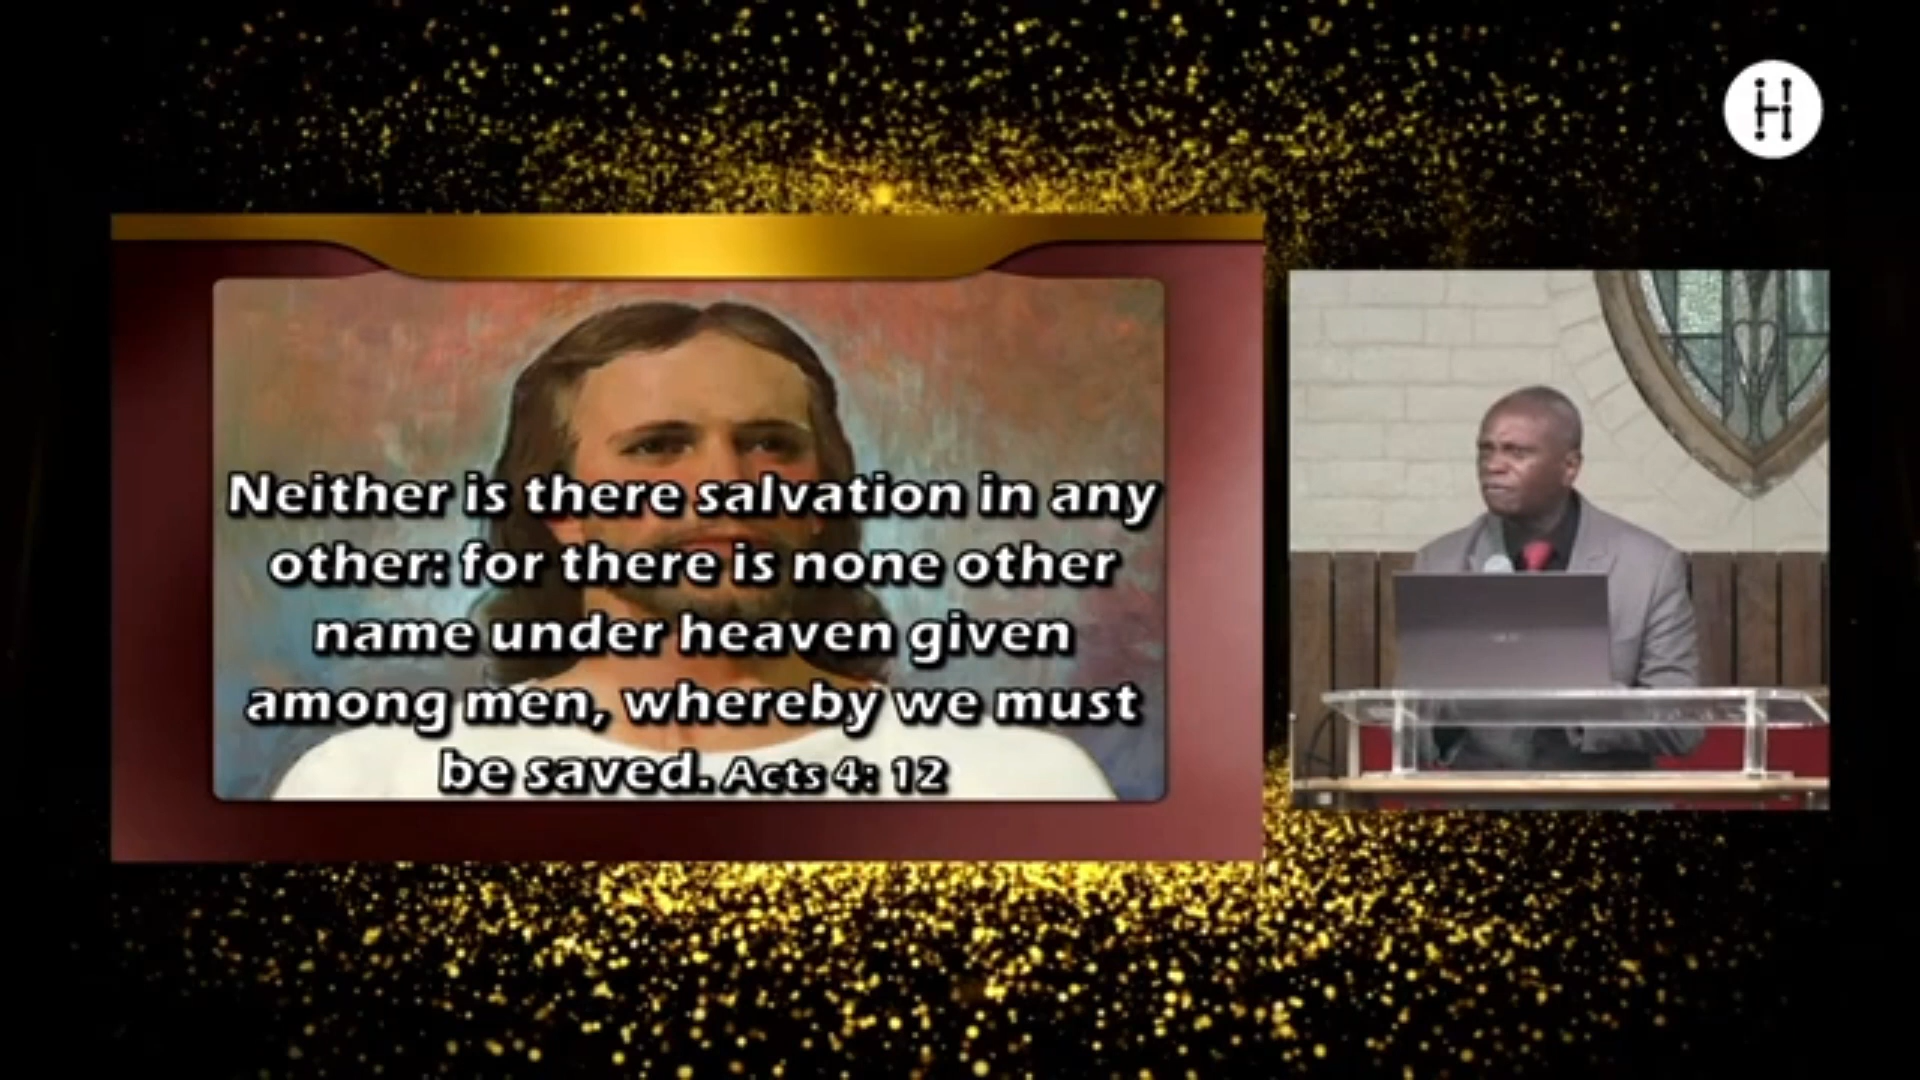 Neither is there salvation in any
other: for there is none other
name under heaven given
among men, whereby we must
be saved. Acts 4: 12
H